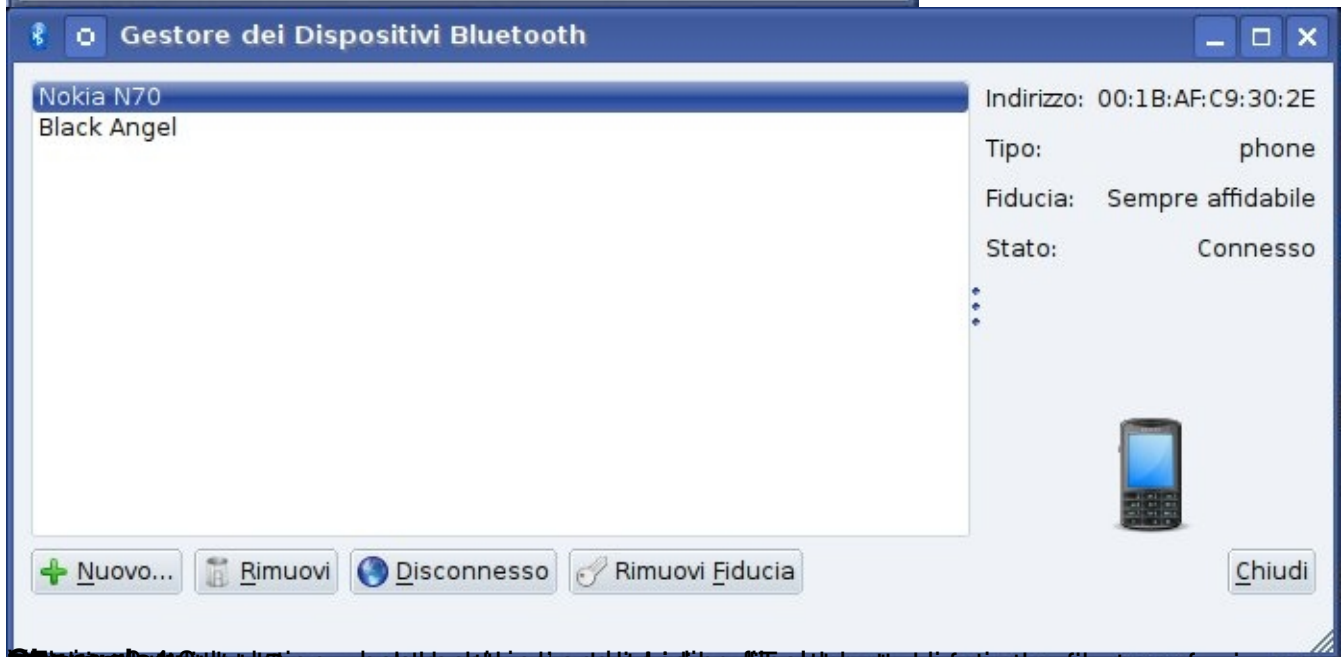 Gestore dei Dispositivi Bluetooth
Nokia N70
Black Angel
Indirizzo: 00:1B:AF:C9:30:2E
Tipo: phone
Fiducia: Sempre affidabile
Stato: Connesso
Nuovo...
Rimuovi
Disconnesso
Rimuovi Fiducia
Chiudi